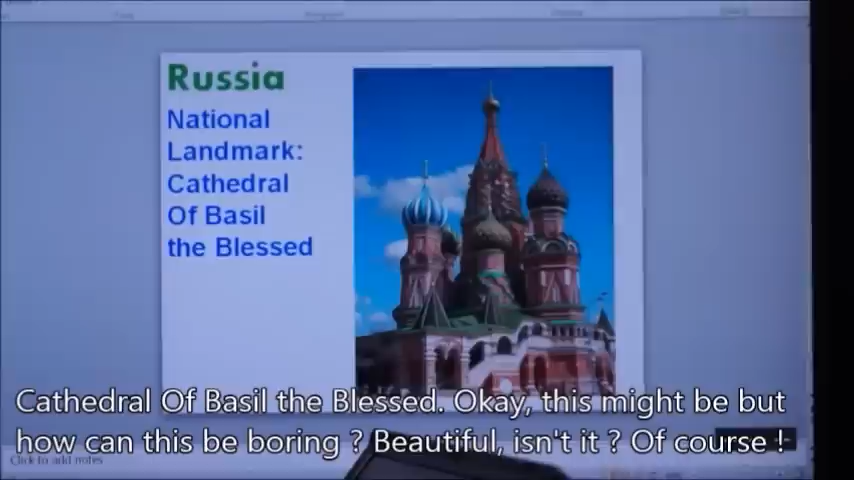 Russia
National
Landmark:
Cathedral
Of Basil
the Blessed
Cathedral Of Basil the Blessed. Okay, this might be but
how can this be boring ? Beautiful, isn't it ? Of course !
Click to add notes